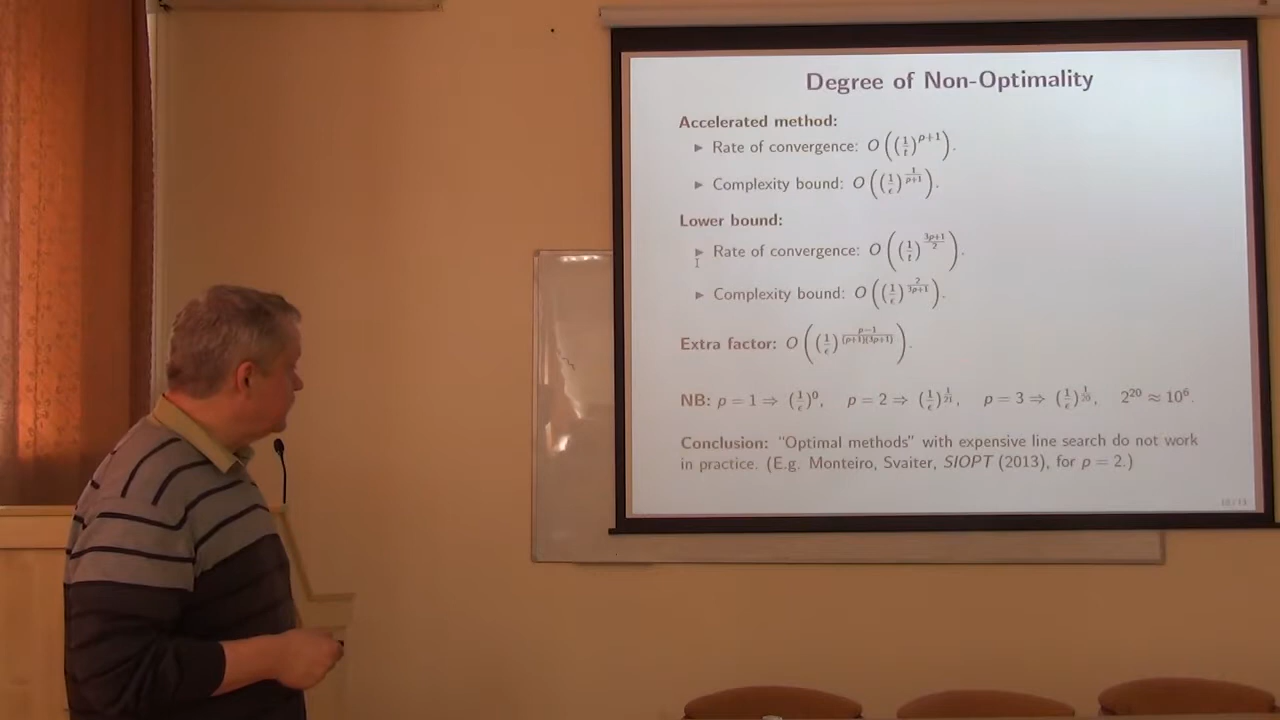 Degree of Non-Optimality
Accelerated method:
▶ Rate of convergence: O((1/t)^{p+1}).
▶ Complexity bound: O((1/ϵ)^{1/(p+1)}).
Lower bound:
▶ Rate of convergence: O((1/t)^{(3p+1)/2}).
▶ Complexity bound: O((1/ϵ)^{2/(3p+1)}).
Extra factor: O((1/ϵ)^{(p−1)/((p+1)(3p+1))}).
NB: p = 1 ⇒ (1/ϵ)^0, p = 2 ⇒ (1/ϵ)^{1/21}, p = 3 ⇒ (1/ϵ)^{1/20}, 2^{20} ≈ 10^6.
Conclusion: "Optimal methods" with expensive line search do not work
in practice. (E.g. Monteiro, Svaiter, SIOPT (2013), for p = 2.)